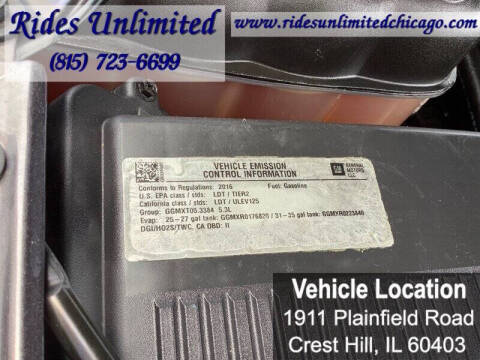 Rides Unlimited
(815) 723-6699
www.ridesunlimitedchicago.com
VEHICLE EMISSION
CONTROL INFORMATION
GM
GENERAL
MOTORS
LLC
Conforms to Regulations: 2016 Fuel: Gasoline
U.S. EPA class / stds: LDT / TIER2
California class / stds: LDT / ULEV125
Group: GGMXT05.3384 5.3L
Evap: 25-27 gal tank: GGMXR0176820 / 31-35 gal tank: GGMXR0223840
DGI/HO2S/TWC, CA OBD: II
Vehicle Location
1911 Plainfield Road
Crest Hill, IL 60403